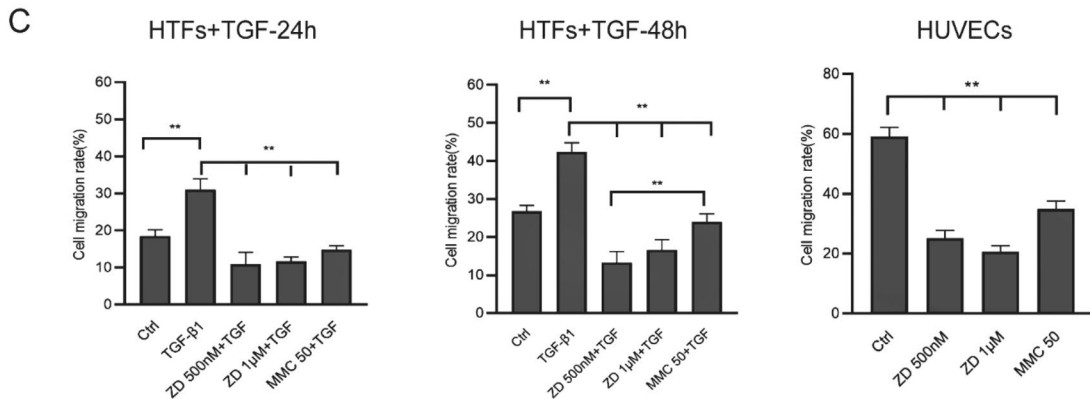 C
HTFs+TGF-24h
Cell migration rate(%)
60
50
40
30
20
10
0
**
**
Ctrl
TGF-β1
ZD 500nM+TGF
ZD 1μM+TGF
MMC 50+TGF
HTFs+TGF-48h
Cell migration rate(%)
60
50
40
30
20
10
0
**
**
**
Ctrl
TGF-β1
ZD 500nM+TGF
ZD 1μM+TGF
MMC 50+TGF
HUVECs
Cell migration rate(%)
80
60
40
20
0
**
Ctrl
ZD 500nM
ZD 1μM
MMC 50